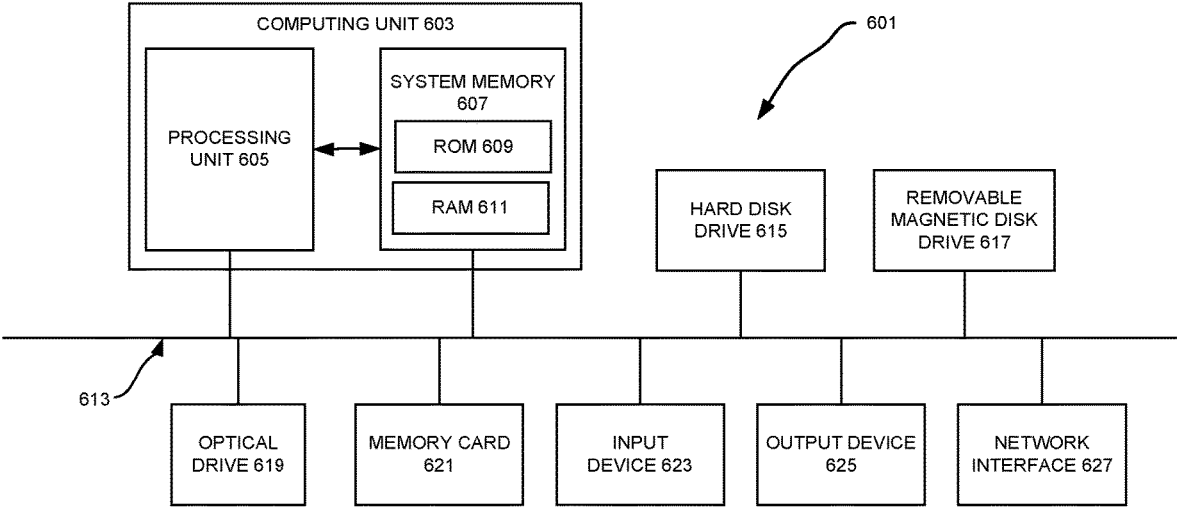 COMPUTING UNIT 603
601
SYSTEM MEMORY
607
PROCESSING
UNIT 605
ROM 609
RAM 611
HARD DISK
DRIVE 615
REMOVABLE
MAGNETIC DISK
DRIVE 617
613
OPTICAL
DRIVE 619
MEMORY CARD
621
INPUT
DEVICE 623
OUTPUT DEVICE
625
NETWORK
INTERFACE 627